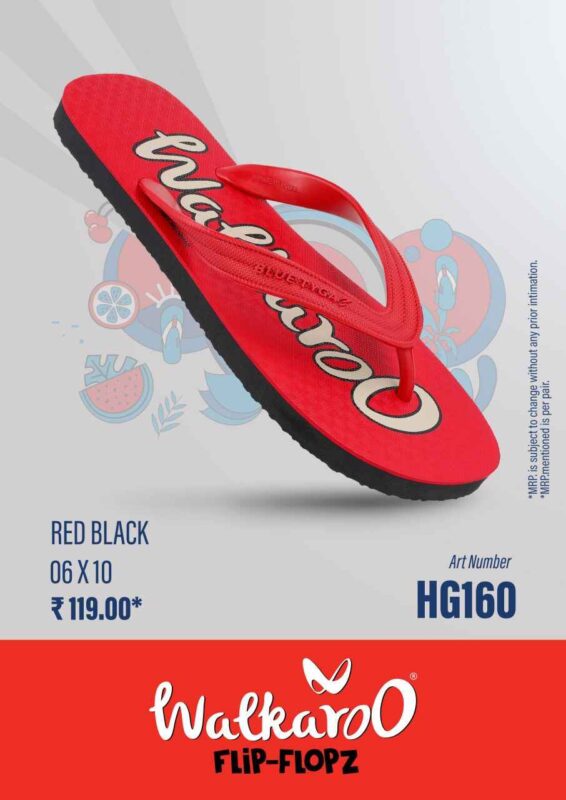 Walkaroo
RED BLACK
06 X 10
₹ 119.00*
*MRP. is subject to change without any prior intimation.
*MRP.mentioned is per pair.
Art Number
HG160
Walkaroo®
FLiP-FLOPZ